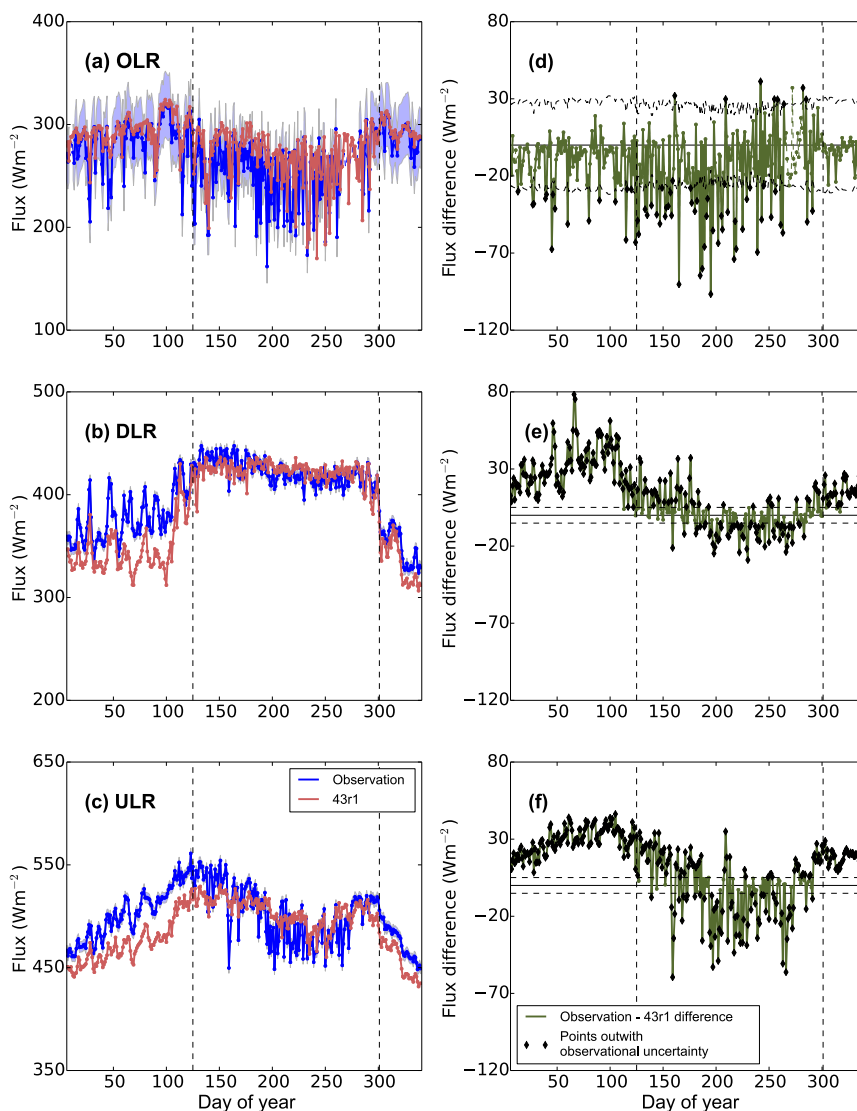 400
300
200
100
Flux (Wm−2)
(a) OLR
50 100 150 200 250 300
80
30
−20
−70
−120
Flux difference (Wm−2)
(d)
50 100 150 200 250 300
500
400
300
200
Flux (Wm−2)
(b) DLR
50 100 150 200 250 300
80
30
−20
−70
−120
Flux difference (Wm−2)
(e)
50 100 150 200 250 300
650
550
450
350
Flux (Wm−2)
(c) ULR
Observation
43r1
50 100 150 200 250 300
Day of year
80
30
−20
−70
−120
Flux difference (Wm−2)
(f)
Observation - 43r1 difference
Points outwith
observational uncertainty
50 100 150 200 250 300
Day of year